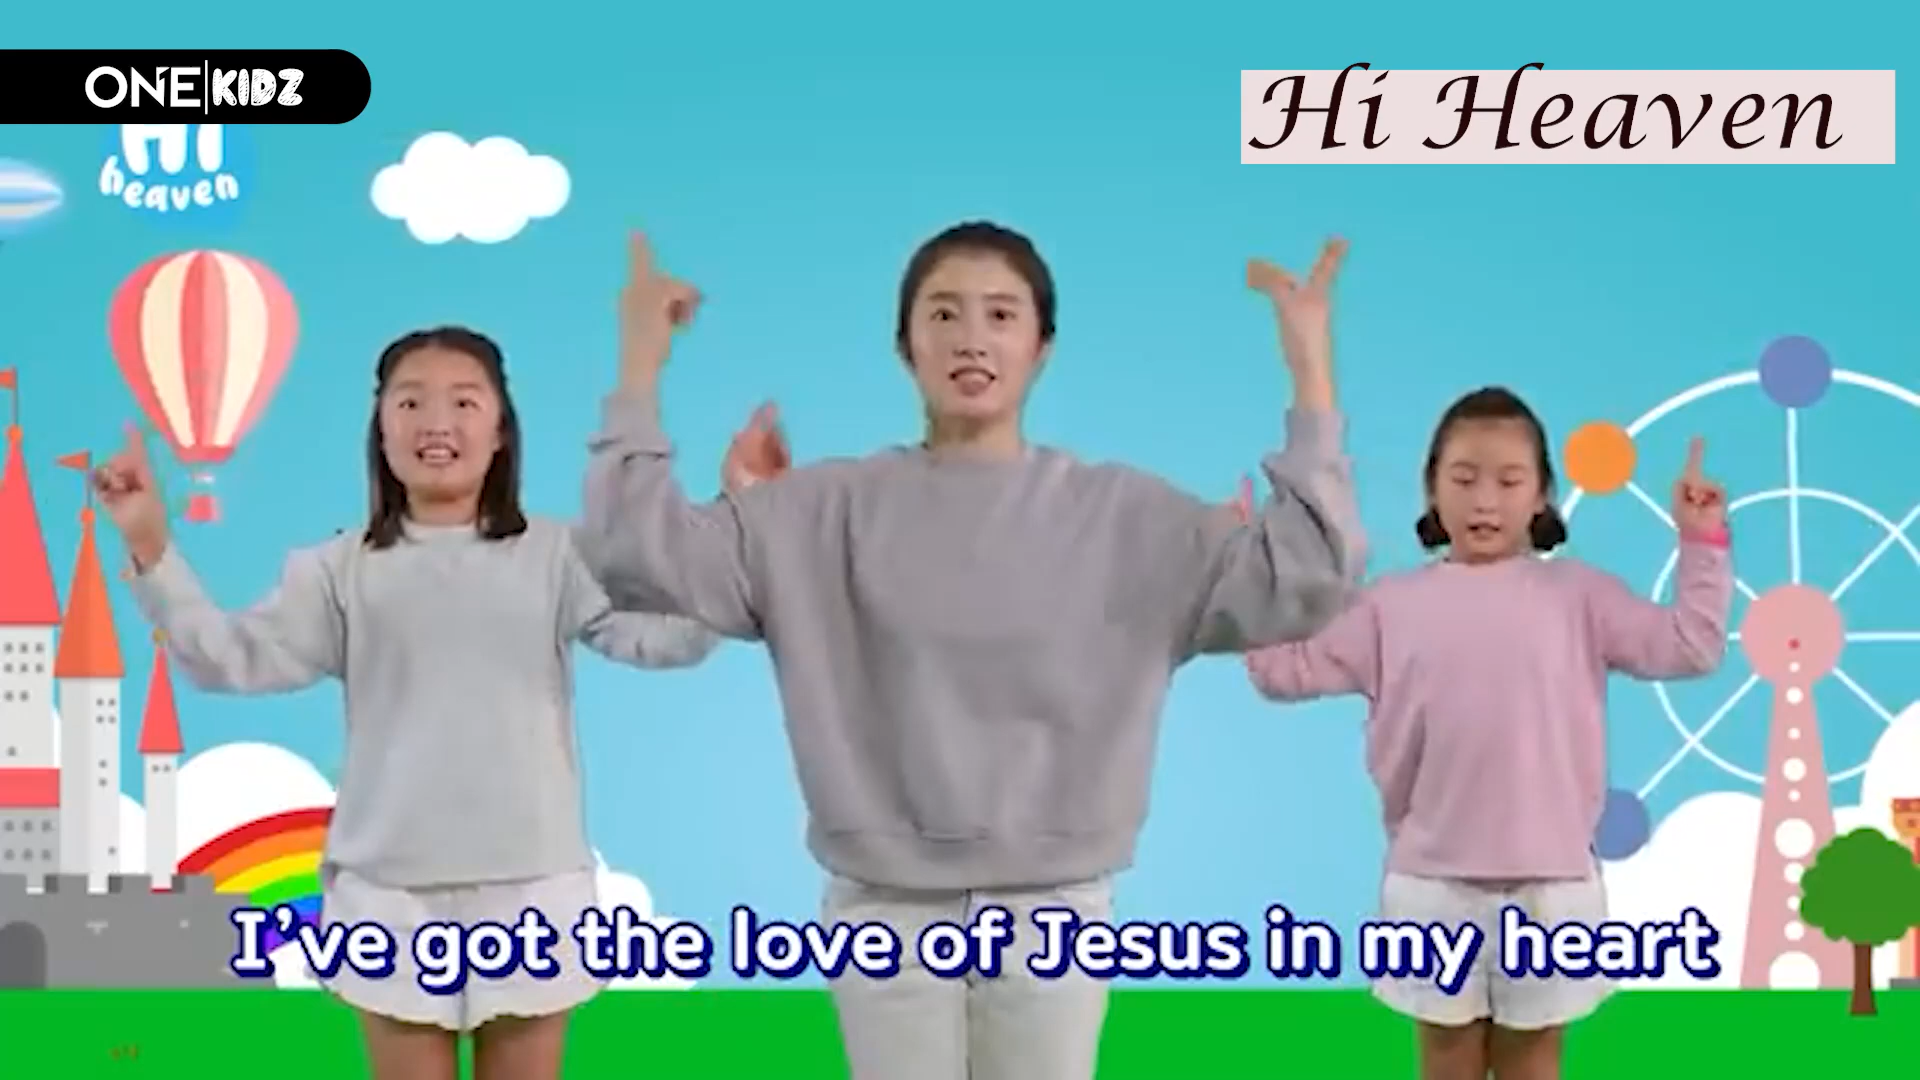 ONE KIDZ
Hi Heaven
Hi
heaven
I've got the love of Jesus in my heart